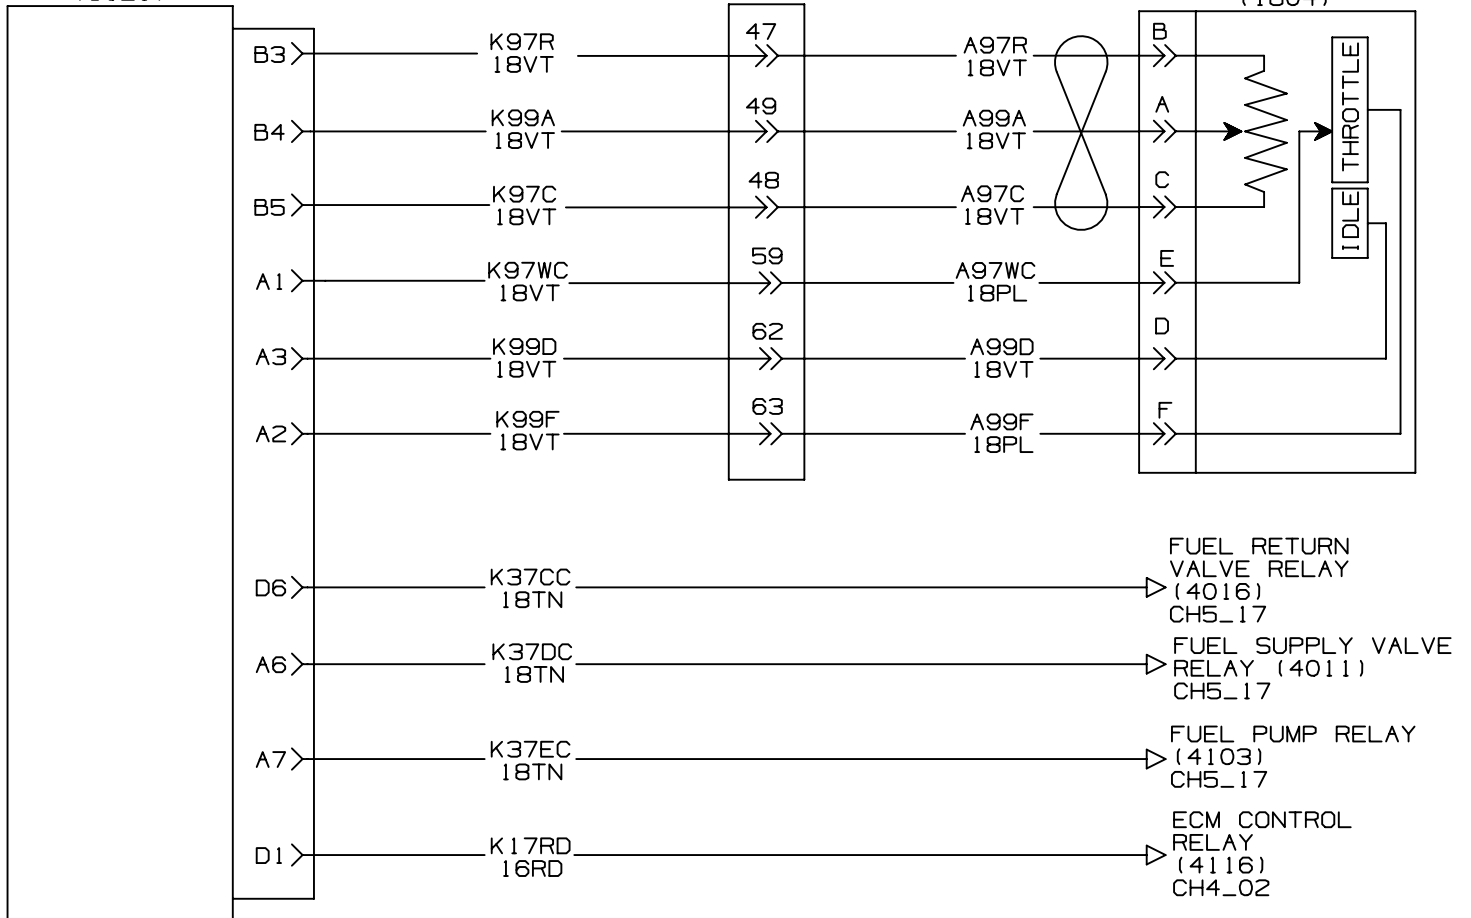 (1804)
B3
K97R
18VT
47
A97R
18VT
B
B4
K99A
18VT
49
A99A
18VT
A
B5
K97C
18VT
48
A97C
18VT
C
A1
K97WC
18VT
59
A97WC
18PL
E
A3
K99D
18VT
62
A99D
18VT
D
A2
K99F
18VT
63
A99F
18PL
F
THROTTLE
IDLE
D6
K37CC
18TN
FUEL RETURN
VALVE RELAY
(4016)
CH5_17
A6
K37DC
18TN
FUEL SUPPLY VALVE
RELAY (4011)
CH5_17
A7
K37EC
18TN
FUEL PUMP RELAY
(4103)
CH5_17
D1
K17RD
16RD
ECM CONTROL
RELAY
(4116)
CH4_02